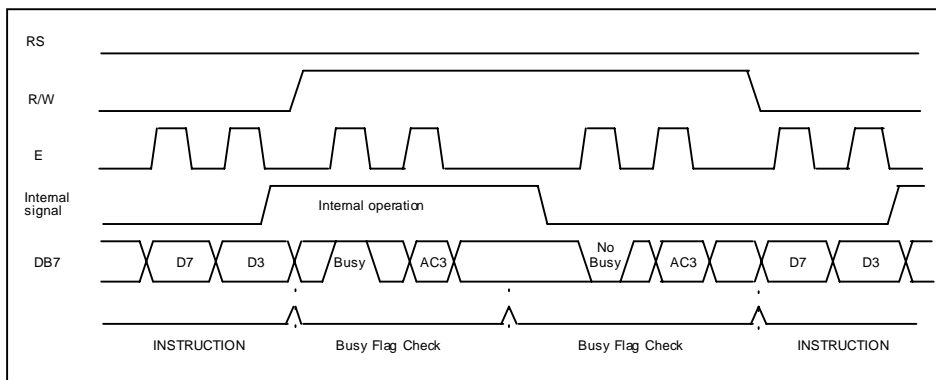 RS
R/W
E
Internal
signal
Internal operation
DB7
D7
D3
Busy
AC3
No
Busy
AC3
D7
D3
INSTRUCTION
Busy Flag Check
Busy Flag Check
INSTRUCTION